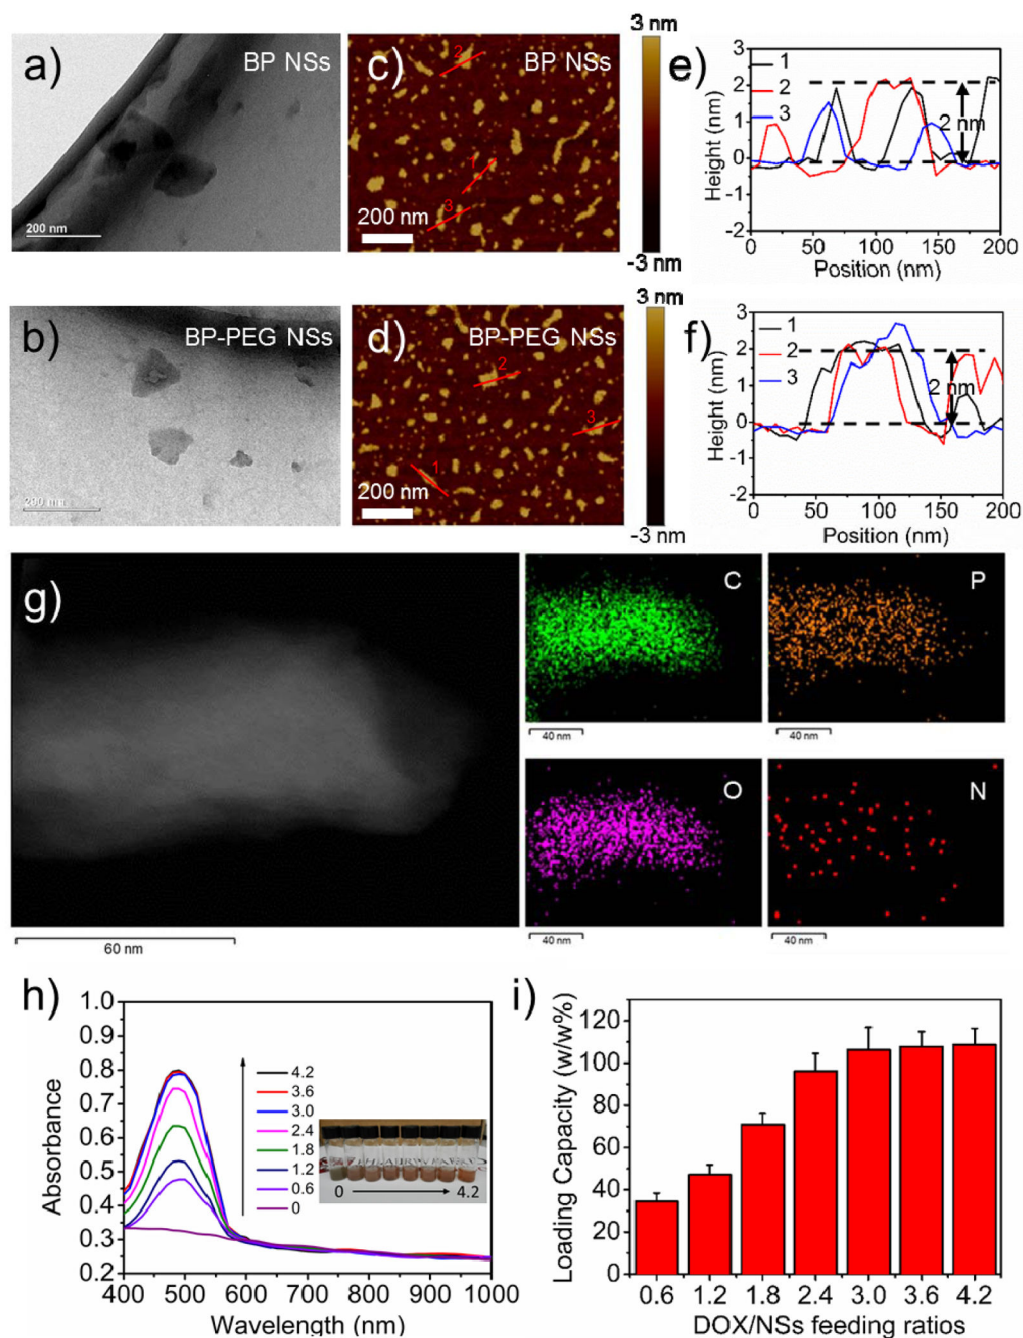 a)
BP NSs
200 nm
c)
BP NSs
2
1
3
200 nm
3 nm
-3 nm
e)
Height (nm)
3
2
1
0
-1
-2
1
2
3
2 nm
0 50 100 150 200
Position (nm)
b)
BP-PEG NSs
200 nm
d)
BP-PEG NSs
2
3
1
200 nm
3 nm
-3 nm
f)
Height (nm)
3
2
1
0
-1
-2
1
2
3
2 nm
0 50 100 150 200
Position (nm)
g)
60 nm
C
40 nm
P
40 nm
O
40 nm
N
40 nm
h)
Absorbance
1.0
0.9
0.8
0.7
0.6
0.5
0.4
0.3
0.2
4.2
3.6
3.0
2.4
1.8
1.2
0.6
0
0 4.2
400 500 600 700 800 900 1000
Wavelength (nm)
i)
Loading Capacity (w/w%)
120
100
80
60
40
20
0
0.6 1.2 1.8 2.4 3.0 3.6 4.2
DOX/NSs feeding ratios